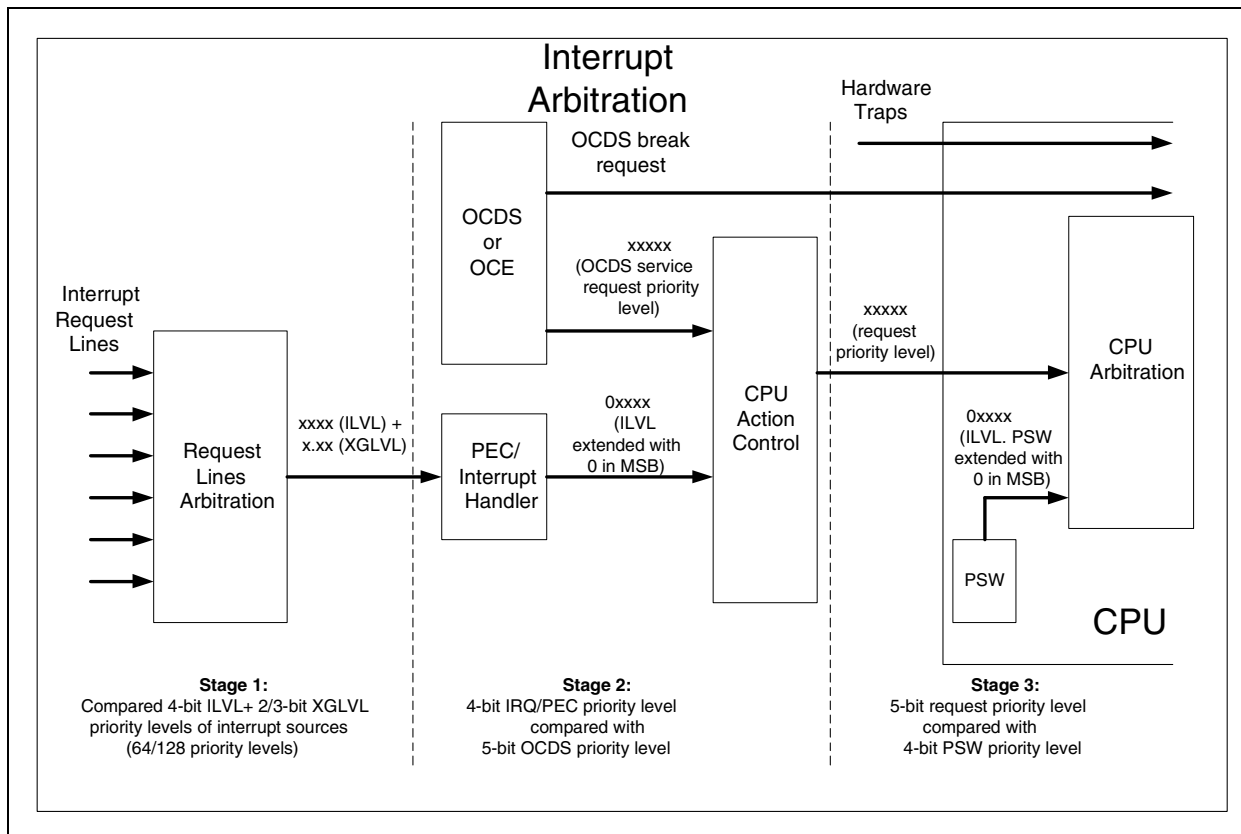 Interrupt
Arbitration
Hardware
Traps
OCDS break
request
OCDS
or
OCE
xxxxx
(OCDS service
request priority
level)
Interrupt
Request
Lines
xxxxx
(request
priority level)
CPU
Arbitration
Request
Lines
Arbitration
xxxx (ILVL) +
x.xx (XGLVL)
PEC/
Interrupt
Handler
0xxxx
(ILVL
extended with
0 in MSB)
CPU
Action
Control
0xxxx
(ILVL. PSW
extended with
0 in MSB)
PSW
CPU
Stage 1:
Compared 4-bit ILVL+ 2/3-bit XGLVL
priority levels of interrupt sources
(64/128 priority levels)
Stage 2:
4-bit IRQ/PEC priority level
compared with
5-bit OCDS priority level
Stage 3:
5-bit request priority level
compared with
4-bit PSW priority level